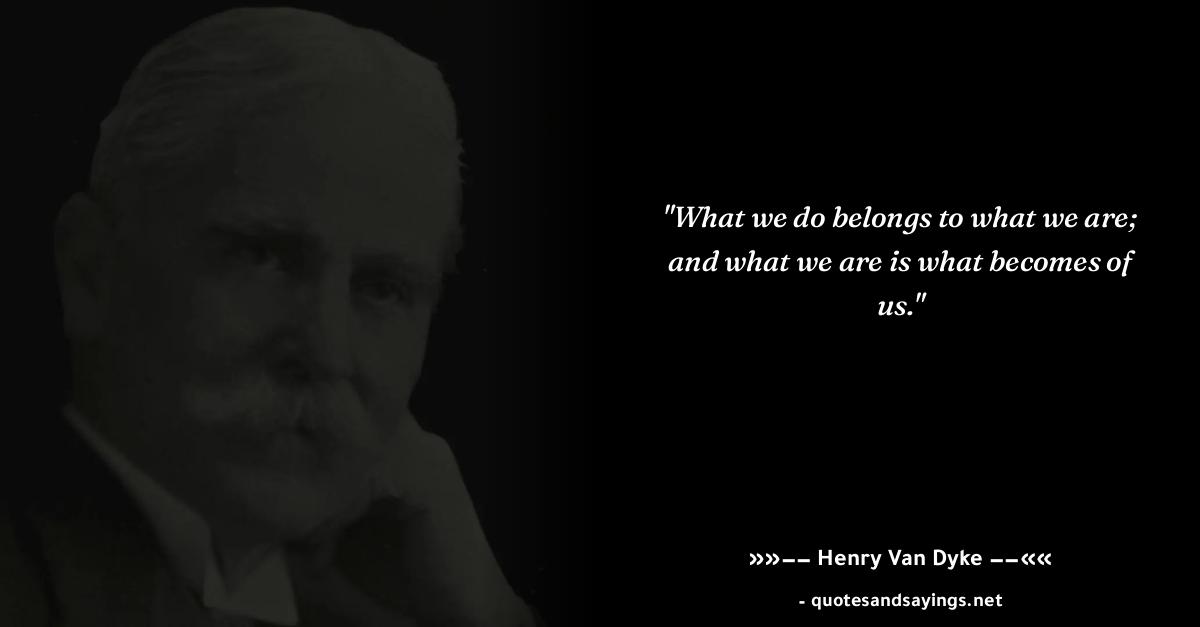 "What we do belongs to what we are;
and what we are is what becomes of
us."
»»−− Henry Van Dyke −−««
- quotesandsayings.net